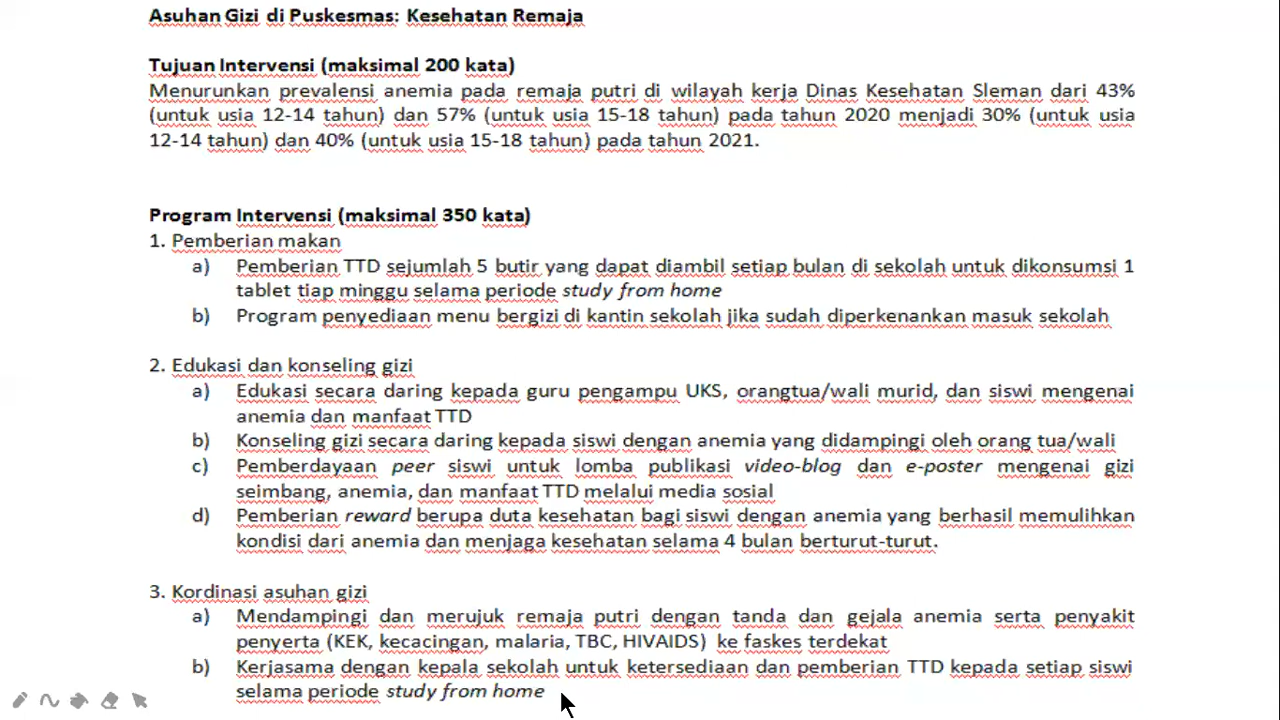 Asuhan Gizi di Puskesmas: Kesehatan Remaja
Tujuan Intervensi (maksimal 200 kata)
Menurunkan prevalensi anemia pada remaja putri di wilayah kerja Dinas Kesehatan Sleman dari 43%
(untuk usia 12-14 tahun) dan 57% (untuk usia 15-18 tahun) pada tahun 2020 menjadi 30% (untuk usia
12-14 tahun) dan 40% (untuk usia 15-18 tahun) pada tahun 2021.
Program Intervensi (maksimal 350 kata)
1. Pemberian makan
a) Pemberian TTD sejumlah 5 butir yang dapat diambil setiap bulan di sekolah untuk dikonsumsi 1
tablet tiap minggu selama periode study from home
b) Program penyediaan menu bergizi di kantin sekolah jika sudah diperkenankan masuk sekolah
2. Edukasi dan konseling gizi
a) Edukasi secara daring kepada guru pengampu UKS, orangtua/wali murid, dan siswi mengenai
anemia dan manfaat TTD
b) Konseling gizi secara daring kepada siswi dengan anemia yang didampingi oleh orang tua/wali
c) Pemberdayaan peer siswi untuk lomba publikasi video-blog dan e-poster mengenai gizi
seimbang, anemia, dan manfaat TTD melalui media sosial
d) Pemberian reward berupa duta kesehatan bagi siswi dengan anemia yang berhasil memulihkan
kondisi dari anemia dan menjaga kesehatan selama 4 bulan berturut-turut.
3. Kordinasi asuhan gizi
a) Mendampingi dan merujuk remaja putri dengan tanda dan gejala anemia serta penyakit
penyerta (KEK, kecacingan, malaria, TBC, HIVAIDS) ke faskes terdekat
b) Kerjasama dengan kepala sekolah untuk ketersediaan dan pemberian TTD kepada setiap siswi
selama periode study from home